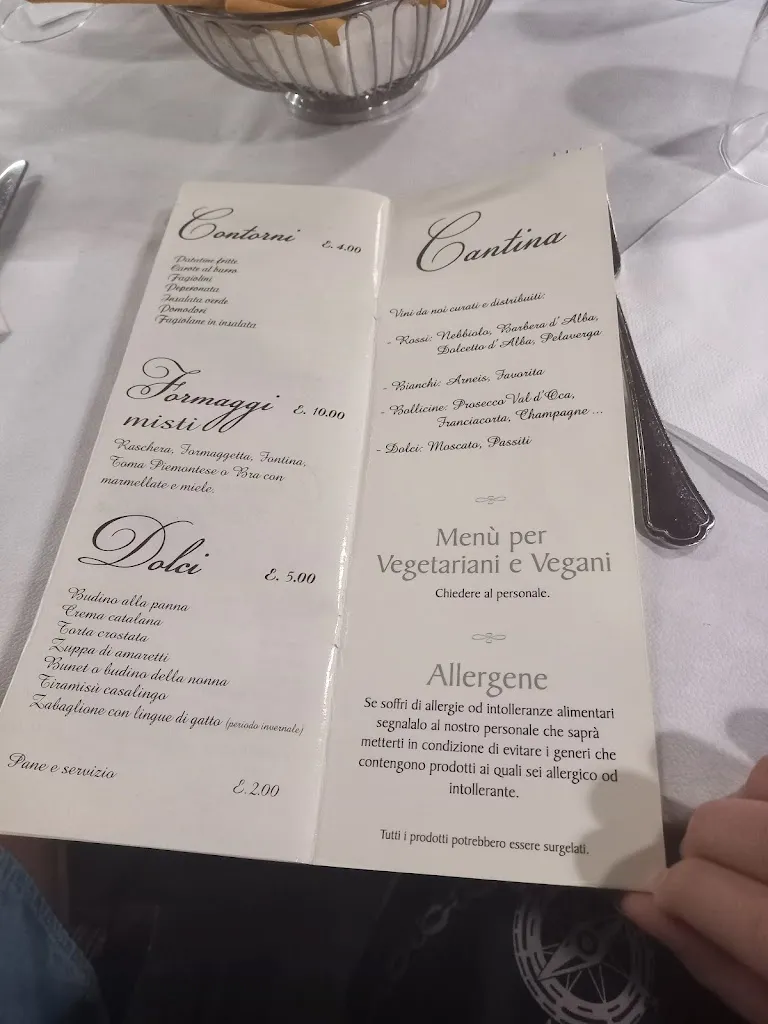 Contorni E. 4.00
Patatine fritte
Carote al burro
Fagiolini
Peperonata
Insalata verde
Pomodori
Fagiolane in insalata
Formaggi E. 10.00
misti
Raschera, Formaggetta, Fontina,
Toma Piemontese o Bra con
marmellate e miele.
Dolci E. 5.00
Budino alla panna
Crema catalana
Torta crostata
Zuppa di amaretti
Bunet o budino della nonna
Tiramisù casalingo
Zabaglione con lingue di gatto (periodo invernale)
Pane e servizio E. 2.00
Cantina
Vini da noi curati e distribuiti:
- Rossi: Nebbiolo, Barbera d'Alba,
Dolcetto d'Alba, Pelaverga
- Bianchi: Arneis, Favorita
- Bollicine: Prosecco Val d'Oca,
Franciacorta, Champagne ...
- Dolci: Moscato, Passiti
Menù per
Vegetariani e Vegani
Chiedere al personale.
Allergene
Se soffri di allergie od intolleranze alimentari
segnalalo al nostro personale che saprà
metterti in condizione di evitare i generi che
contengono prodotti ai quali sei allergico od
intollerante.
Tutti i prodotti potrebbero essere surgelati.